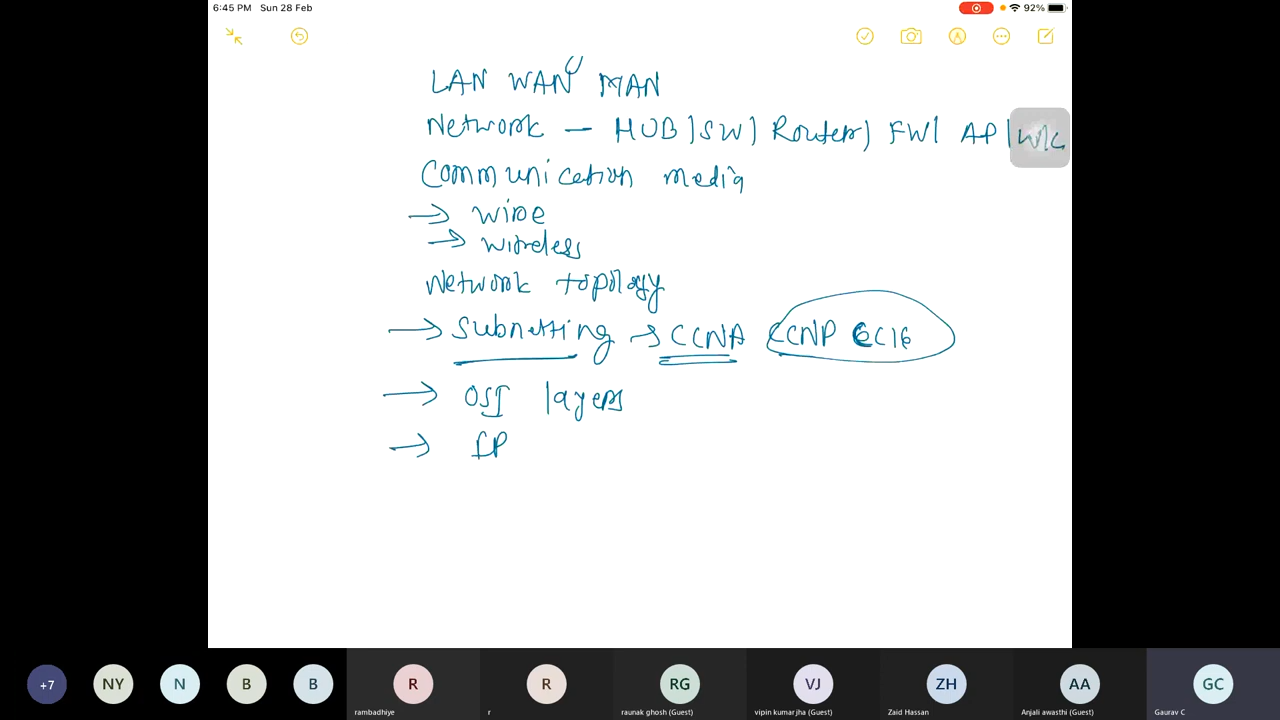 6:45 PM Sun 28 Feb 92%
LAN WAN MAN
Network - HUB|SW| Router| FW| AP|WLC
Communication media
→ wire
→ wireless
Network topology
→ Subnetting → CCNA CCNP CCIE
→ OSI layers
→ IP
+7 NY N B B R R RG VJ ZH AA GC
rambadhiye r raunak ghosh (Guest) vipin kumar jha (Guest) Zaid Hassan Anjali awasthi (Guest) Gaurav C